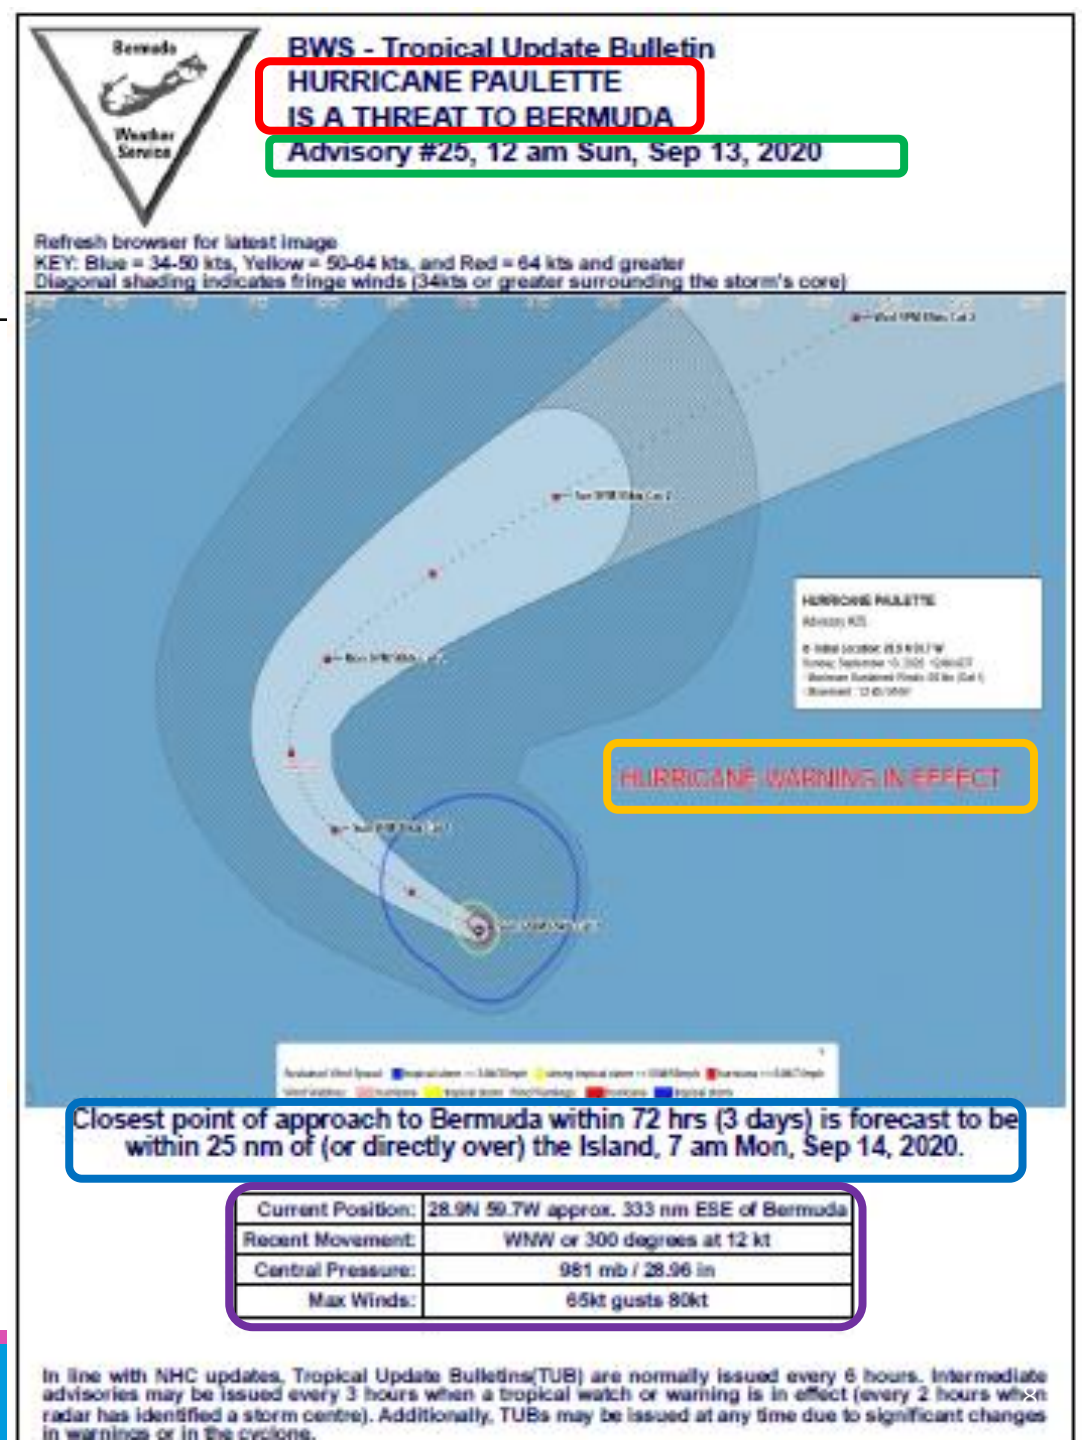 Bermuda
Weather
Service
BWS - Tropical Update Bulletin
HURRICANE PAULETTE
IS A THREAT TO BERMUDA
Advisory #25, 12 am Sun, Sep 13, 2020
Refresh browser for latest image
KEY: Blue = 34-50 kts, Yellow = 50-64 kts, and Red = 64 kts and greater
Diagonal shading indicates fringe winds (34kts or greater surrounding the storm's core)
HURRICANE PAULETTE
Advisory #25
HURRICANE WARNING IN EFFECT
Closest point of approach to Bermuda within 72 hrs (3 days) is forecast to be
within 25 nm of (or directly over) the Island, 7 am Mon, Sep 14, 2020.
Current Position: 28.9N 59.7W approx. 333 nm ESE of Bermuda
Recent Movement: WNW or 300 degrees at 12 kt
Central Pressure: 981 mb / 28.96 in
Max Winds: 65kt gusts 80kt
In line with NHC updates, Tropical Update Bulletins(TUB) are normally issued every 6 hours. Intermediate
advisories may be issued every 3 hours when a tropical watch or warning is in effect (every 2 hours when
radar has identified a storm centre). Additionally, TUBs may be issued at any time due to significant changes
in warnings or in the cyclone.